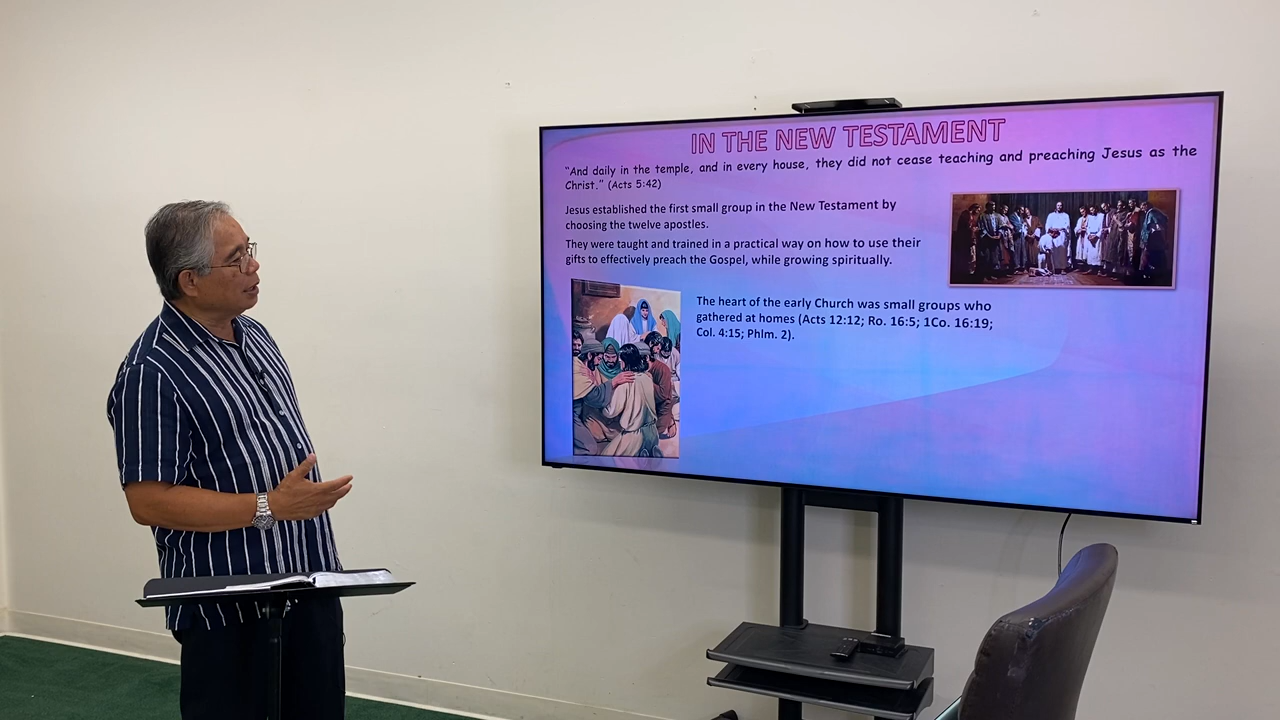 IN THE NEW TESTAMENT
“And daily in the temple, and in every house, they did not cease teaching and preaching Jesus as the
Christ.” (Acts 5:42)
Jesus established the first small group in the New Testament by
choosing the twelve apostles.
They were taught and trained in a practical way on how to use their
gifts to effectively preach the Gospel, while growing spiritually.
The heart of the early Church was small groups who
gathered at homes (Acts 12:12; Ro. 16:5; 1Co. 16:19;
Col. 4:15; Phlm. 2).